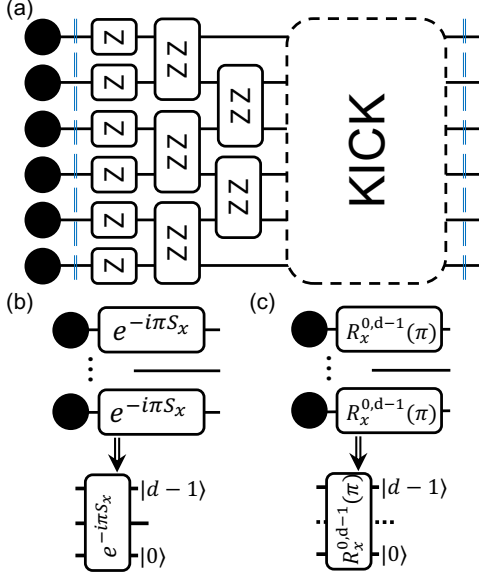 (a)
Z
Z
Z
Z
Z
Z
ZZ
ZZ
ZZ
ZZ
ZZ
KICK
(b)
e^{-iπS_x}
e^{-iπS_x}
e^{-iπS_x}
|d − 1⟩
|0⟩
(c)
R_x^{0,d−1}(π)
R_x^{0,d−1}(π)
R_x^{0,d−1}(π)
|d − 1⟩
|0⟩